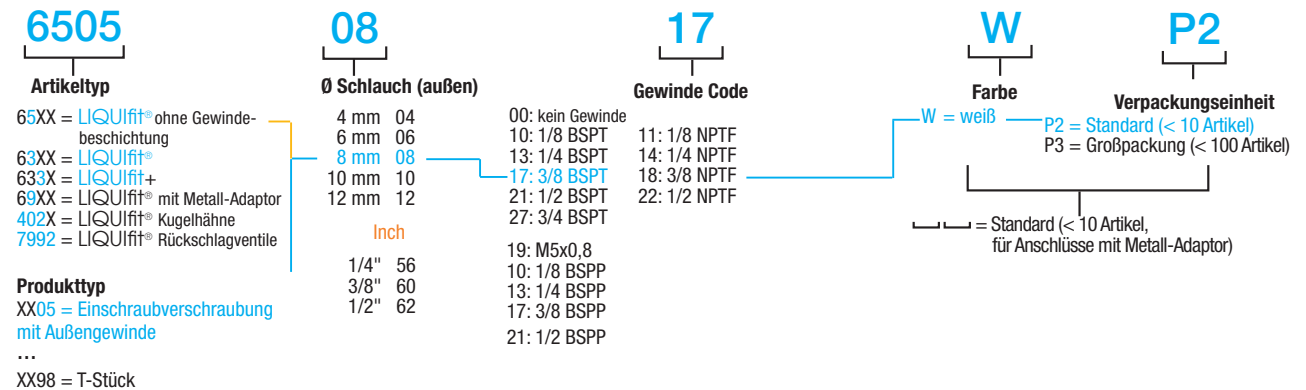 6505 08 17 W P2
Artikeltyp
65XX = LIQUIfit® ohne Gewinde-
beschichtung
63XX = LIQUIfit®
633X = LIQUIfit+
69XX = LIQUIfit® mit Metall-Adaptor
402X = LIQUIfit® Kugelhähne
7992 = LIQUIfit® Rückschlagventile
Produkttyp
XX05 = Einschraubverschraubung
mit Außengewinde
...
XX98 = T-Stück
Ø Schlauch (außen)
4 mm 04
6 mm 06
8 mm 08
10 mm 10
12 mm 12
Inch
1/4" 56
3/8" 60
1/2" 62
Gewinde Code
00: kein Gewinde
10: 1/8 BSPT 11: 1/8 NPTF
13: 1/4 BSPT 14: 1/4 NPTF
17: 3/8 BSPT 18: 3/8 NPTF
21: 1/2 BSPT 22: 1/2 NPTF
27: 3/4 BSPT
19: M5x0,8
10: 1/8 BSPP
13: 1/4 BSPP
17: 3/8 BSPP
21: 1/2 BSPP
Farbe
W = weiß
Verpackungseinheit
P2 = Standard (< 10 Artikel)
P3 = Großpackung (< 100 Artikel)
= Standard (< 10 Artikel,
für Anschlüsse mit Metall-Adaptor)